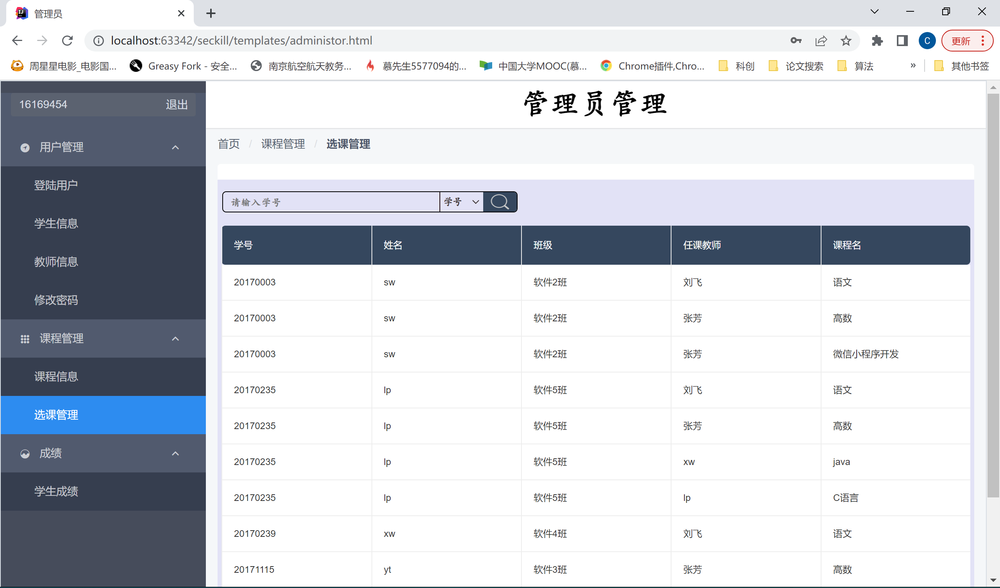 管理员
localhost:63342/seckill/templates/administor.html
更新
周星星电影_电影国... Greasy Fork - 安全... 南京航空航天教务... 慕先生5577094的... 中国大学MOOC(慕... Chrome插件,Chro... 科创 论文搜索 算法 » 其他书签
16169454 退出
用户管理
登陆用户
学生信息
教师信息
修改密码
课程管理
课程信息
选课管理
成绩
学生成绩
管理员管理
首页 / 课程管理 / 选课管理
请输入学号 学号
学号 姓名 班级 任课教师 课程名
20170003 sw 软件2班 刘飞 语文
20170003 sw 软件2班 张芳 高数
20170003 sw 软件2班 张芳 微信小程序开发
20170235 lp 软件5班 刘飞 语文
20170235 lp 软件5班 张芳 高数
20170235 lp 软件5班 xw java
20170235 lp 软件5班 lp C语言
20170239 xw 软件4班 刘飞 语文
20171115 yt 软件3班 张芳 高数